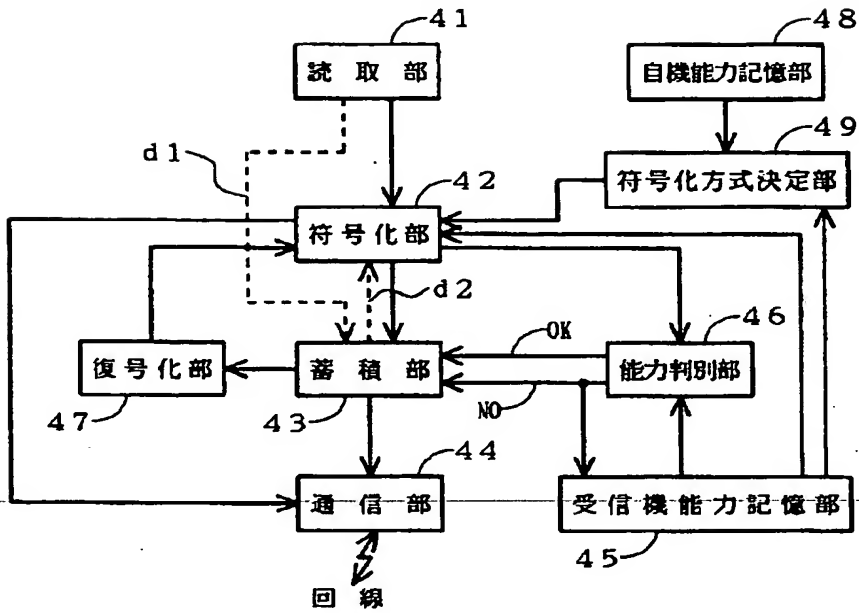 41
読取部
48
自機能力記憶部
d1
49
符号化方式決定部
42
符号化部
d2
46
OK
能力判別部
復号化部
47
蓄積部
43
NO
44
通信部
受信機能力記憶部
45
回線